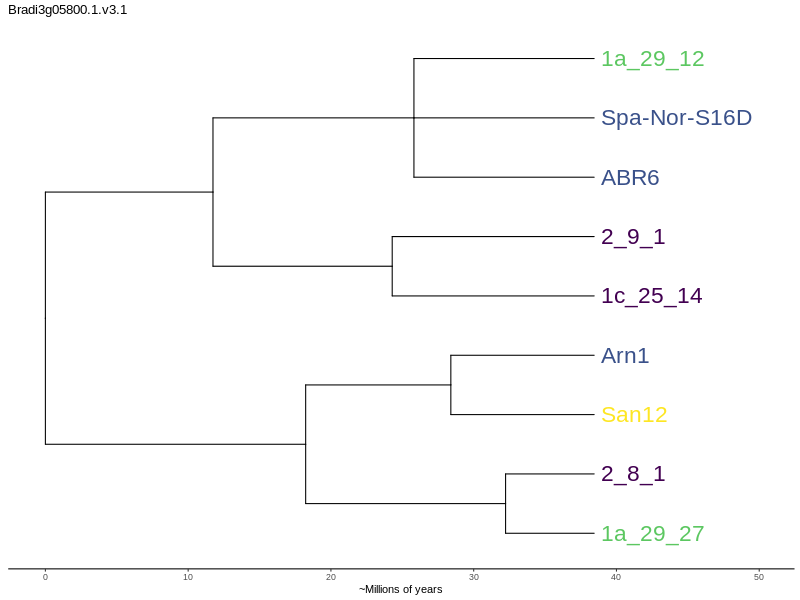 Bradi3g05800.1.v3.1
1a_29_12
Spa-Nor-S16D
ABR6
2_9_1
1c_25_14
Arn1
San12
2_8_1
1a_29_27
0 10 20 30 40 50
~Millions of years